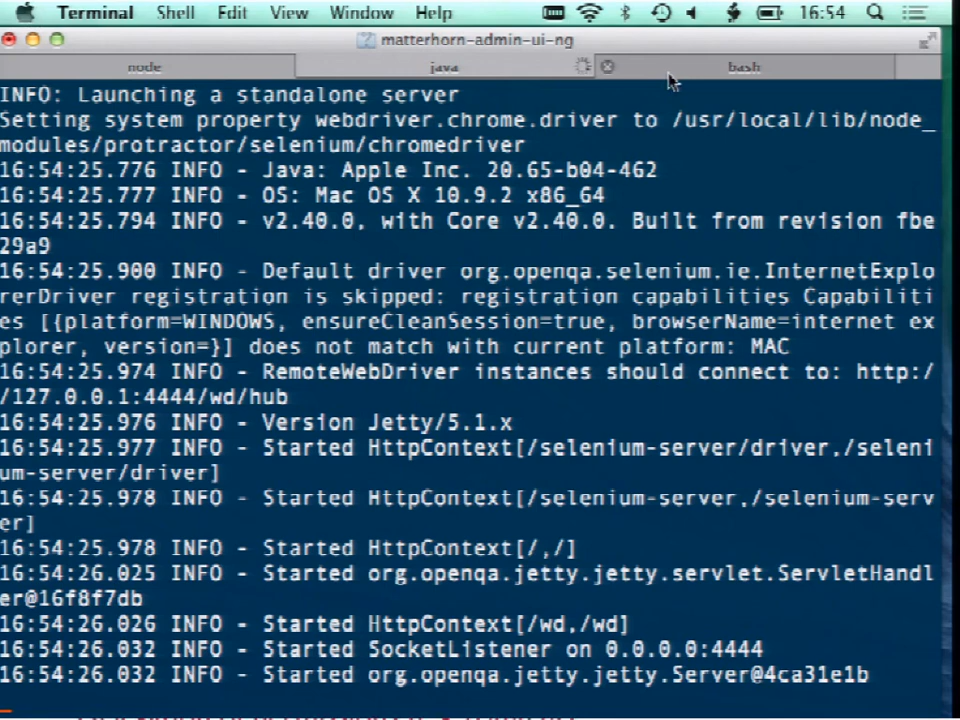 Terminal Shell Edit View Window Help 16:54
matterhorn-admin-ui-ng
node java bash
INFO: Launching a standalone server
Setting system property webdriver.chrome.driver to /usr/local/lib/node_
modules/protractor/selenium/chromedriver
16:54:25.776 INFO - Java: Apple Inc. 20.65-b04-462
16:54:25.777 INFO - OS: Mac OS X 10.9.2 x86_64
16:54:25.794 INFO - v2.40.0, with Core v2.40.0. Built from revision fbe
29a9
16:54:25.900 INFO - Default driver org.openqa.selenium.ie.InternetExplo
rerDriver registration is skipped: registration capabilities Capabiliti
es [{platform=WINDOWS, ensureCleanSession=true, browserName=internet ex
plorer, version=}] does not match with current platform: MAC
16:54:25.974 INFO - RemoteWebDriver instances should connect to: http:/
/127.0.0.1:4444/wd/hub
16:54:25.976 INFO - Version Jetty/5.1.x
16:54:25.977 INFO - Started HttpContext[/selenium-server/driver,/seleni
um-server/driver]
16:54:25.978 INFO - Started HttpContext[/selenium-server,/selenium-serv
er]
16:54:25.978 INFO - Started HttpContext[/,/]
16:54:26.025 INFO - Started org.openqa.jetty.jetty.servlet.ServletHandl
er@16f8f7db
16:54:26.026 INFO - Started HttpContext[/wd,/wd]
16:54:26.032 INFO - Started SocketListener on 0.0.0.0:4444
16:54:26.032 INFO - Started org.openqa.jetty.jetty.Server@4ca31e1b